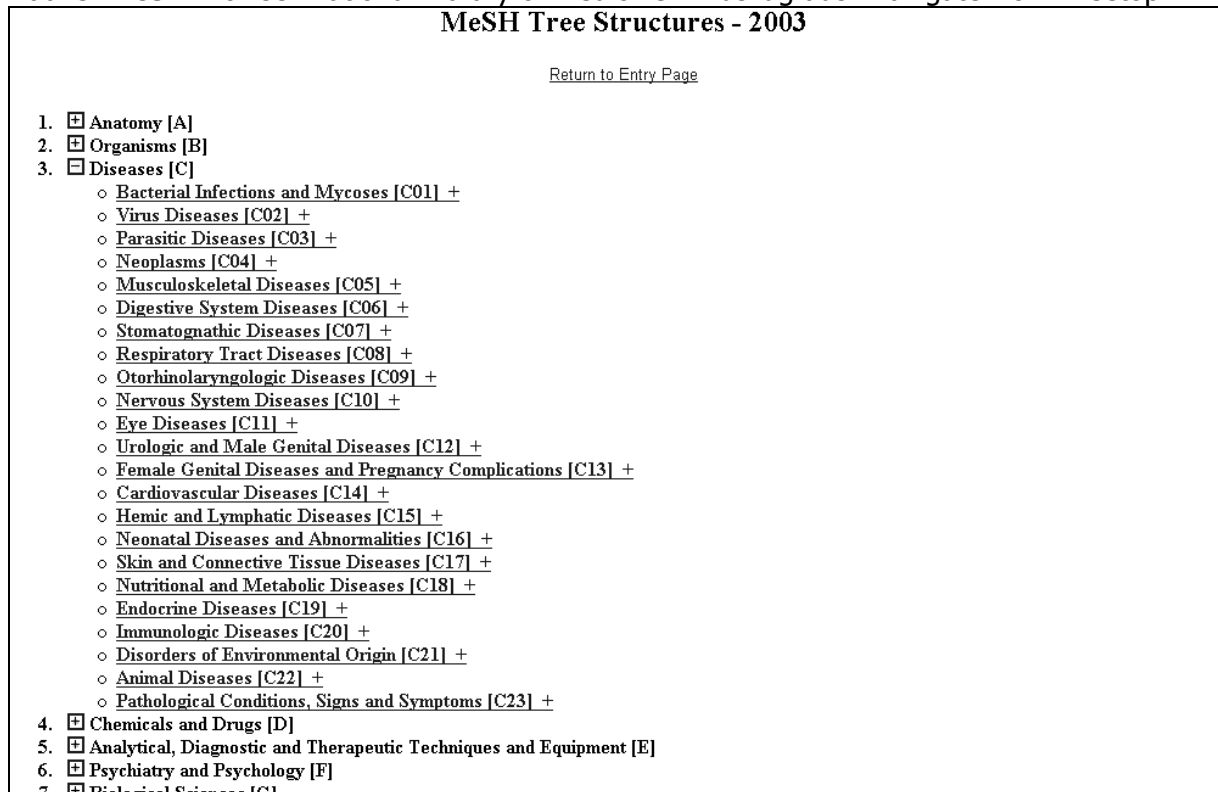 MeSH Tree Structures - 2003
Return to Entry Page
1. + Anatomy [A]
2. + Organisms [B]
3. - Diseases [C]
o Bacterial Infections and Mycoses [C01] +
o Virus Diseases [C02] +
o Parasitic Diseases [C03] +
o Neoplasms [C04] +
o Musculoskeletal Diseases [C05] +
o Digestive System Diseases [C06] +
o Stomatognathic Diseases [C07] +
o Respiratory Tract Diseases [C08] +
o Otorhinolaryngologic Diseases [C09] +
o Nervous System Diseases [C10] +
o Eye Diseases [C11] +
o Urologic and Male Genital Diseases [C12] +
o Female Genital Diseases and Pregnancy Complications [C13] +
o Cardiovascular Diseases [C14] +
o Hemic and Lymphatic Diseases [C15] +
o Neonatal Diseases and Abnormalities [C16] +
o Skin and Connective Tissue Diseases [C17] +
o Nutritional and Metabolic Diseases [C18] +
o Endocrine Diseases [C19] +
o Immunologic Diseases [C20] +
o Disorders of Environmental Origin [C21] +
o Animal Diseases [C22] +
o Pathological Conditions, Signs and Symptoms [C23] +
4. + Chemicals and Drugs [D]
5. + Analytical, Diagnostic and Therapeutic Techniques and Equipment [E]
6. + Psychiatry and Psychology [F]
7. + Biological Sciences [G]